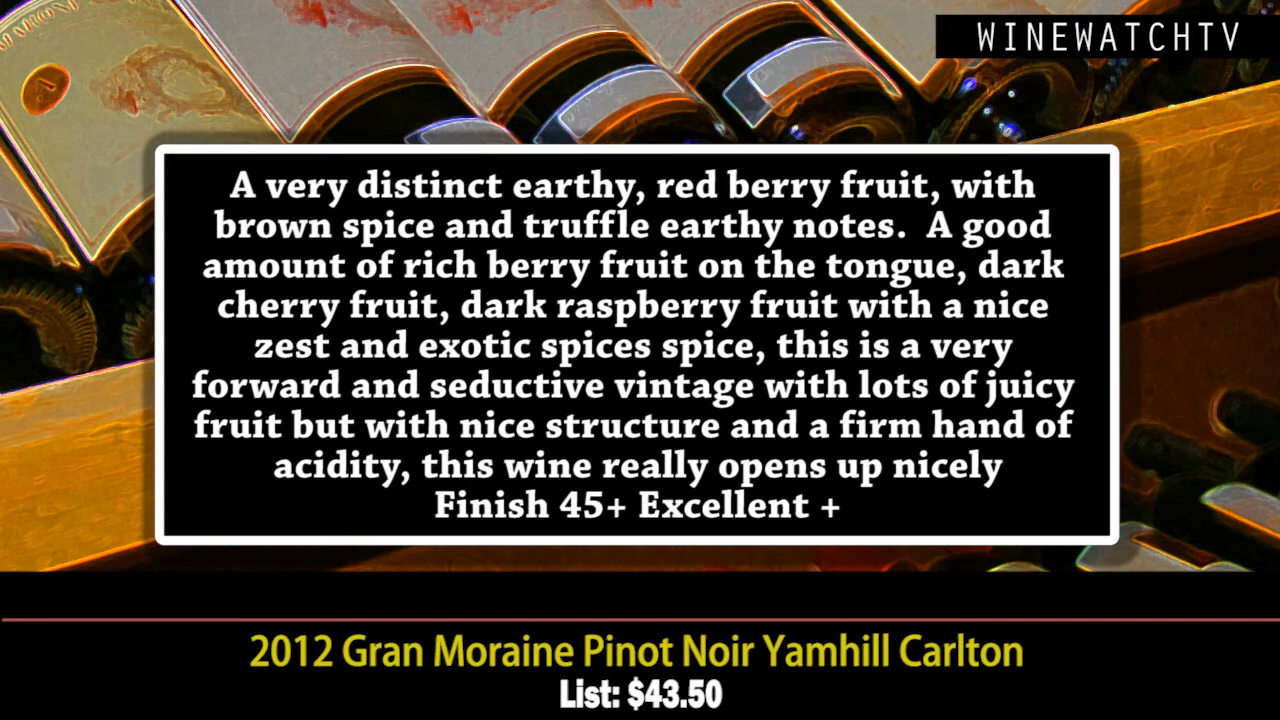 WINEWATCHTV
A very distinct earthy, red berry fruit, with
brown spice and truffle earthy notes.  A good
amount of rich berry fruit on the tongue, dark
cherry fruit, dark raspberry fruit with a nice
zest and exotic spices spice, this is a very
forward and seductive vintage with lots of juicy
fruit but with nice structure and a firm hand of
acidity, this wine really opens up nicely
Finish 45+ Excellent +
2012 Gran Moraine Pinot Noir Yamhill Carlton
List: $43.50